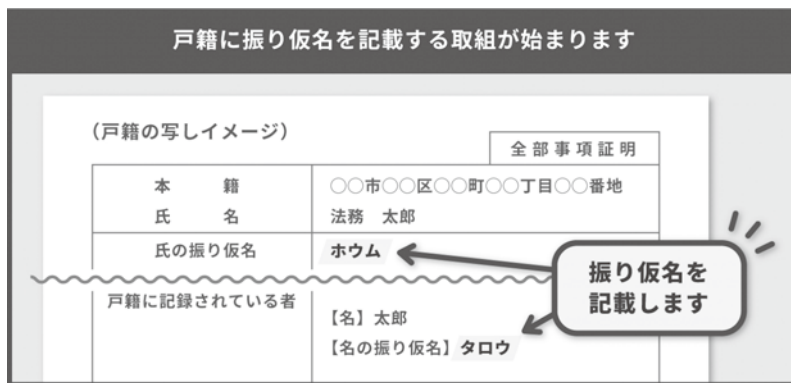 戸籍に振り仮名を記載する取組が始まります
（戸籍の写しイメージ）
全部事項証明
本籍 ○○市○○区○○町○○丁目○○番地
氏名 法務 太郎
氏の振り仮名 ホウム
振り仮名を
記載します
戸籍に記録されている者
【名】太郎
【名の振り仮名】タロウ